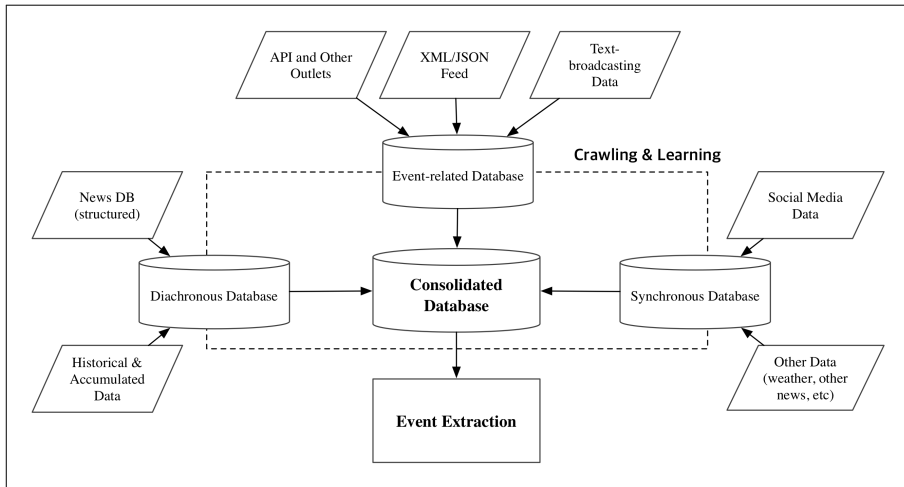 API and Other
Outlets
XML/JSON
Feed
Text-
broadcasting
Data
Event-related Database
Crawling & Learning
News DB
(structured)
Social Media
Data
Diachronous Database
Consolidated
Database
Synchronous Database
Historical &
Accumulated
Data
Other Data
(weather, other
news, etc)
Event Extraction